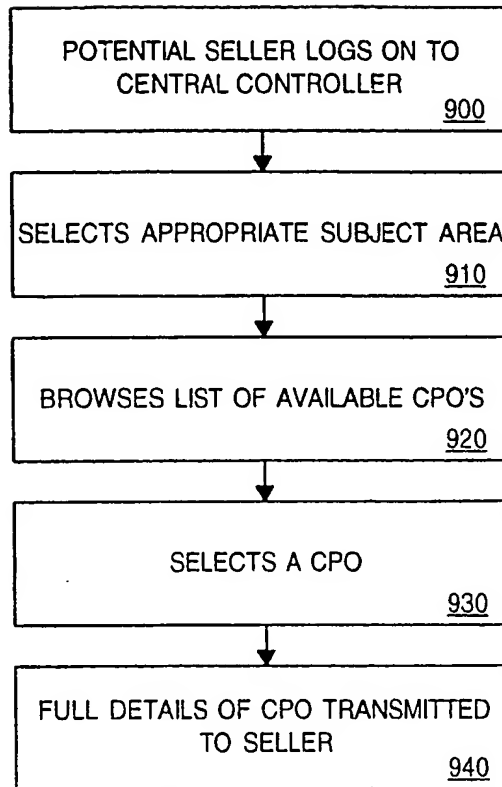 POTENTIAL SELLER LOGS ON TO
CENTRAL CONTROLLER
900
SELECTS APPROPRIATE SUBJECT AREA
910
BROWSES LIST OF AVAILABLE CPO'S
920
SELECTS A CPO
930
FULL DETAILS OF CPO TRANSMITTED
TO SELLER
940